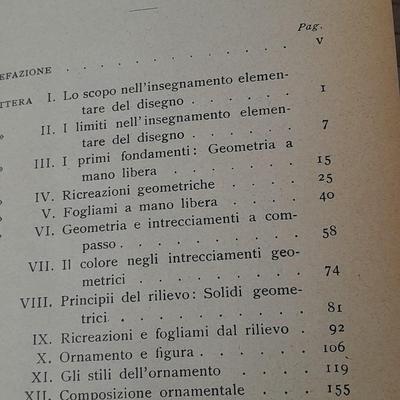 Pag.
EFAZIONE . . . . . . . . . . . . V
TTERA I. Lo scopo nell'insegnamento elemen-
tare del disegno . . . . . . 1
» II. I limiti nell'insegnamento elemen-
tare del disegno . . . . . . 7
» III. I primi fondamenti: Geometria a
mano libera . . . . . . . 15
» IV. Ricreazioni geometriche . . . . 25
» V. Fogliami a mano libera . . . . 40
VI. Geometria e intrecciamenti a com-
passo . . . . . . . . . 58
VII. Il colore negli intrecciamenti geo-
metrici . . . . . . . . 74
VIII. Principii del rilievo: Solidi geome-
trici . . . . . . . . . 81
IX. Ricreazioni e fogliami dal rilievo . 92
X. Ornamento e figura . . . . . 106
XI. Gli stili dell'ornamento . . . . 119
XII. Composizione ornamentale . . . 155